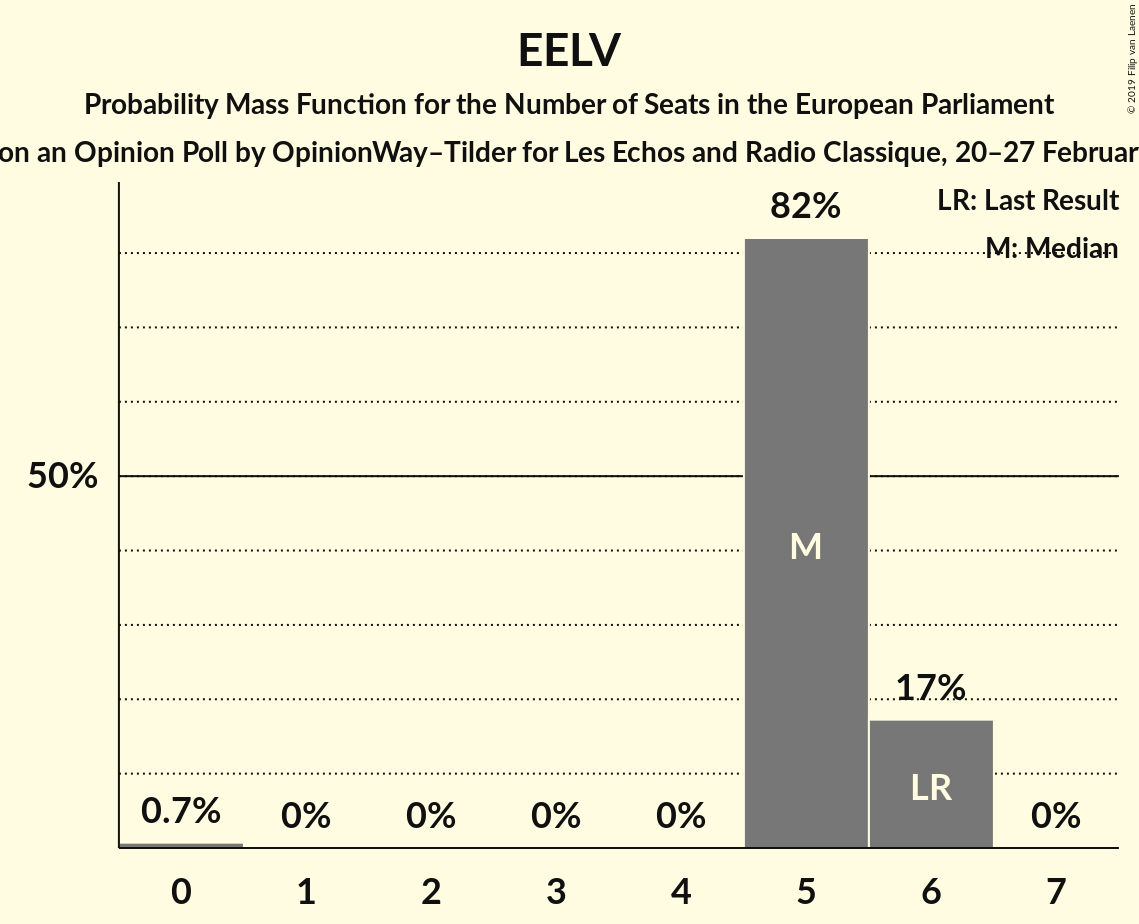 EELV
Probability Mass Function for the Number of Seats in the European Parliament
on an Opinion Poll by OpinionWay–Tilder for Les Echos and Radio Classique, 20–27 Februar
© 2019 Filip van Laenen
LR: Last Result
M: Median
82%
50%
M
17%
LR
0.7%
0%
0%
0%
0%
0%
0
1
2
3
4
5
6
7